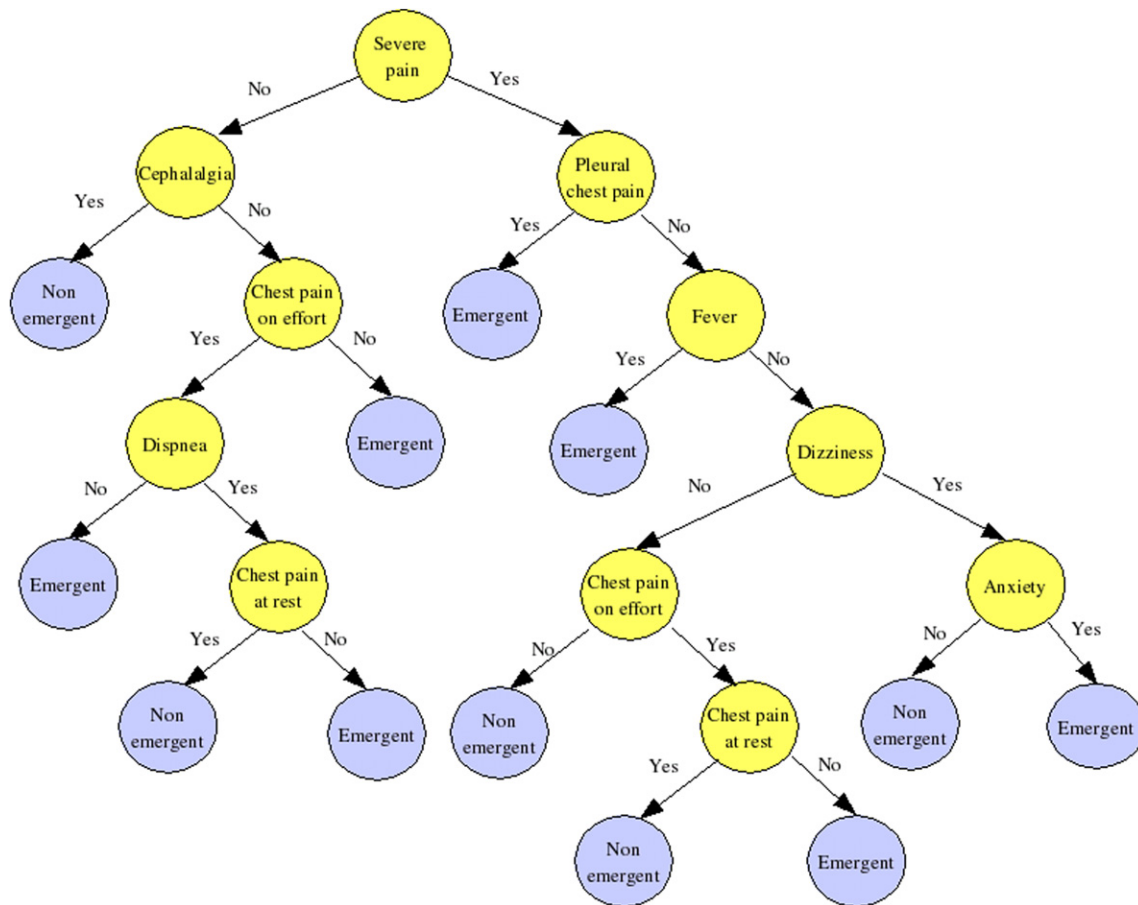 Severe
pain
No
Yes
Cephalalgia
Pleural
chest pain
Yes
No
Yes
No
Non
emergent
Chest pain
on effort
Emergent
Fever
Yes
No
Yes
No
Dispnea
Emergent
Emergent
Dizziness
No
Yes
No
Yes
Emergent
Chest pain
at rest
Chest pain
on effort
Anxiety
Yes
No
No
Yes
No
Yes
Non
emergent
Emergent
Non
emergent
Chest pain
at rest
Non
emergent
Emergent
Yes
No
Non
emergent
Emergent